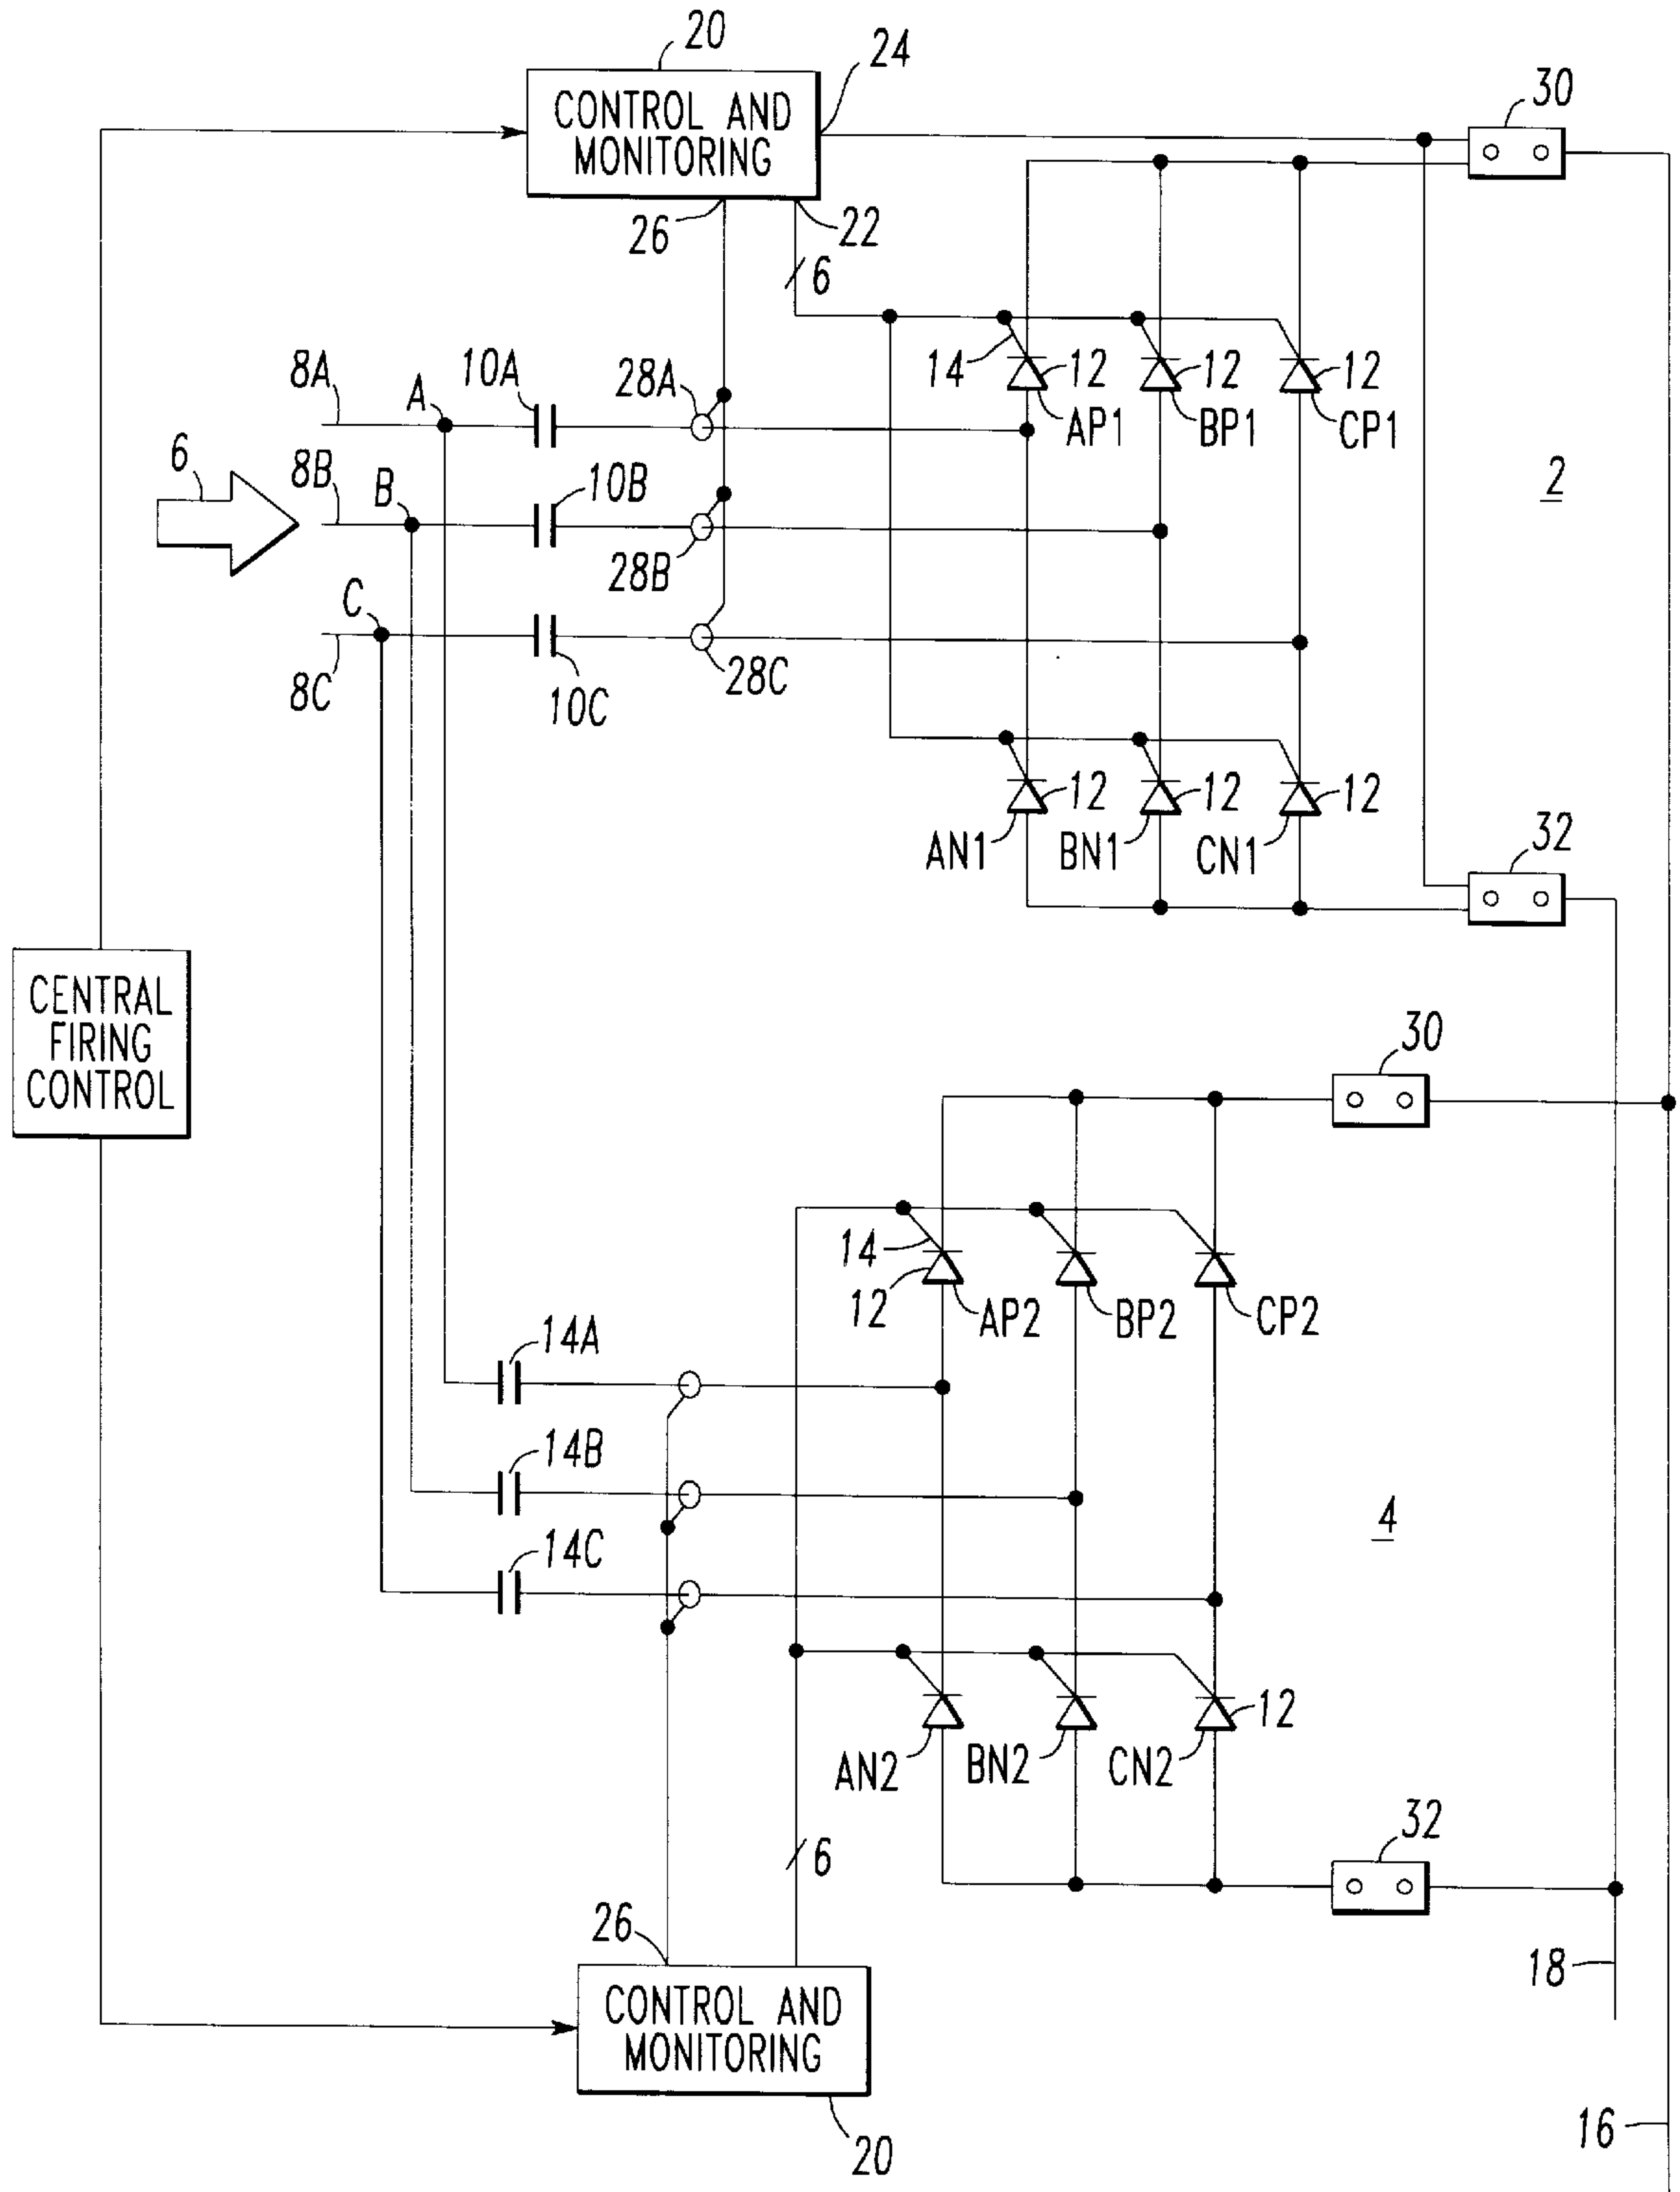 20
24
30
CONTROL AND
MONITORING
26
22
6
8A
A
10A
28A
14
12
12
12
AP1
BP1
CP1
6
8B
B
10B
28B
2
C
8C
10C
28C
12
12
12
AN1
BN1
CN1
32
CENTRAL
FIRING
CONTROL
30
14
12
AP2
BP2
CP2
14A
14B
4
14C
12
AN2
BN2
CN2
6
32
26
18
CONTROL AND
MONITORING
16
20